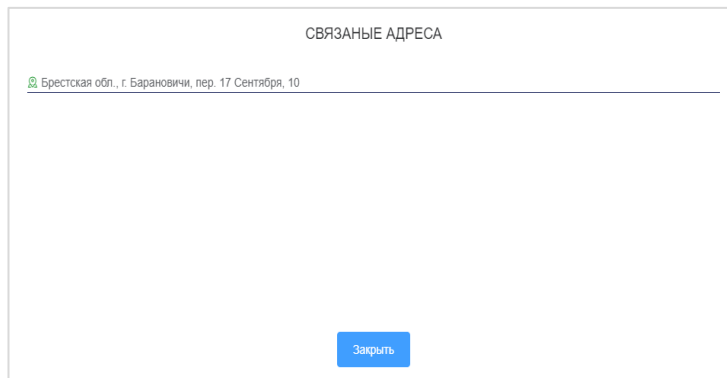 СВЯЗАНЫЕ АДРЕСА
Брестская обл., г. Барановичи, пер. 17 Сентября, 10
Закрыть